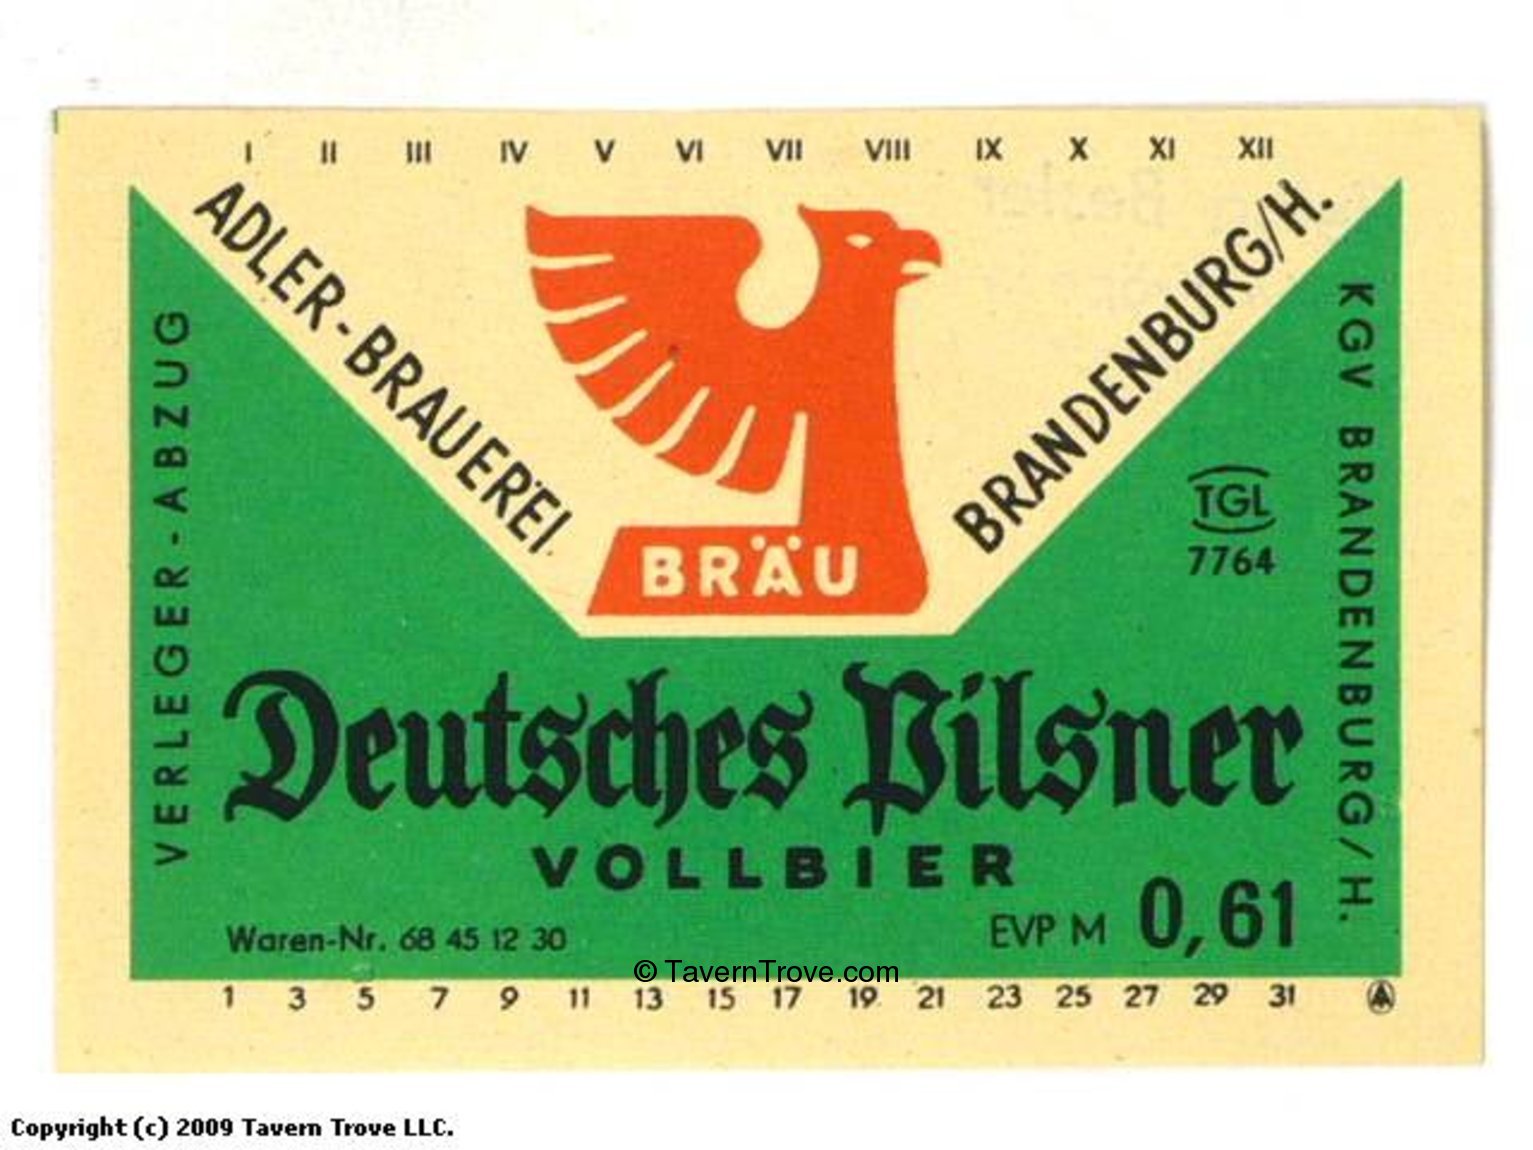 I II III IV V VI VII VIII IX X XI XII
ADLER-BRAUEREI
BRANDENBURG/H.
VERLEGER-ABZUG
KGV BRANDENBURG/H.
BRÄU
TGL
7764
Deutsches Pilsner
VOLLBIER
Waren-Nr. 68 45 12 30
EVP M 0,61
© TavernTrove.com
1 3 5 7 9 11 13 15 17 19 21 23 25 27 29 31
Copyright (c) 2009 Tavern Trove LLC.